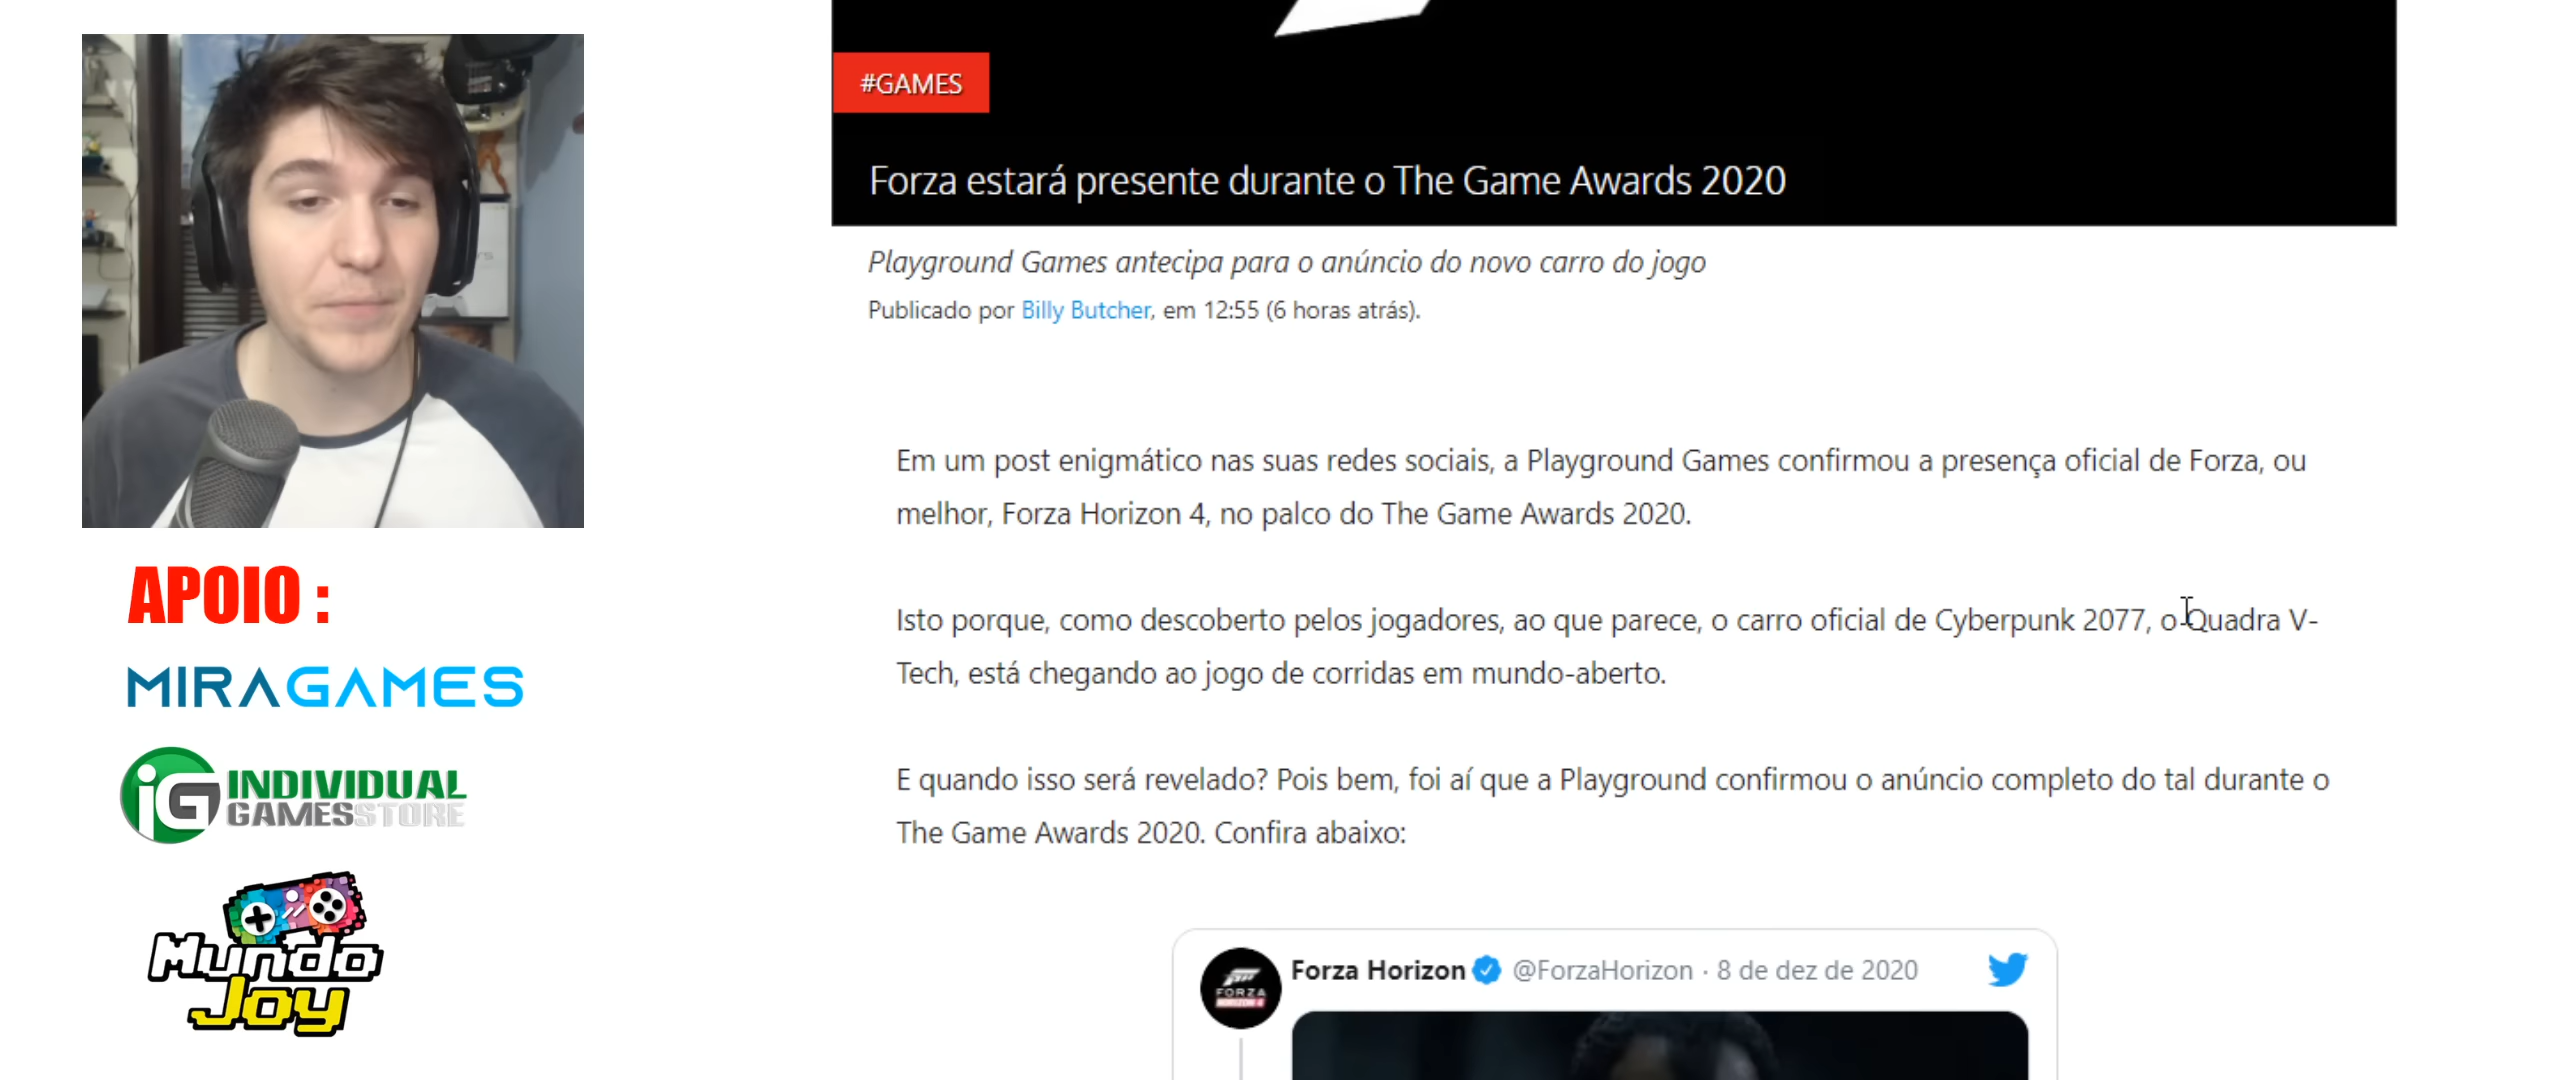 #GAMES
Forza estará presente durante o The Game Awards 2020
Playground Games antecipa para o anúncio do novo carro do jogo
Publicado por Billy Butcher, em 12:55 (6 horas atrás).
Em um post enigmático nas suas redes sociais, a Playground Games confirmou a presença oficial de Forza, ou
melhor, Forza Horizon 4, no palco do The Game Awards 2020.
Isto porque, como descoberto pelos jogadores, ao que parece, o carro oficial de Cyberpunk 2077, o Quadra V-
Tech, está chegando ao jogo de corridas em mundo-aberto.
E quando isso será revelado? Pois bem, foi aí que a Playground confirmou o anúncio completo do tal durante o
The Game Awards 2020. Confira abaixo:
Forza Horizon @ForzaHorizon · 8 de dez de 2020
FORZA
HORIZON 4
APOIO :
MIRAGAMES
iG INDIVIDUAL
GAMESSTORE
Mundo
Joy